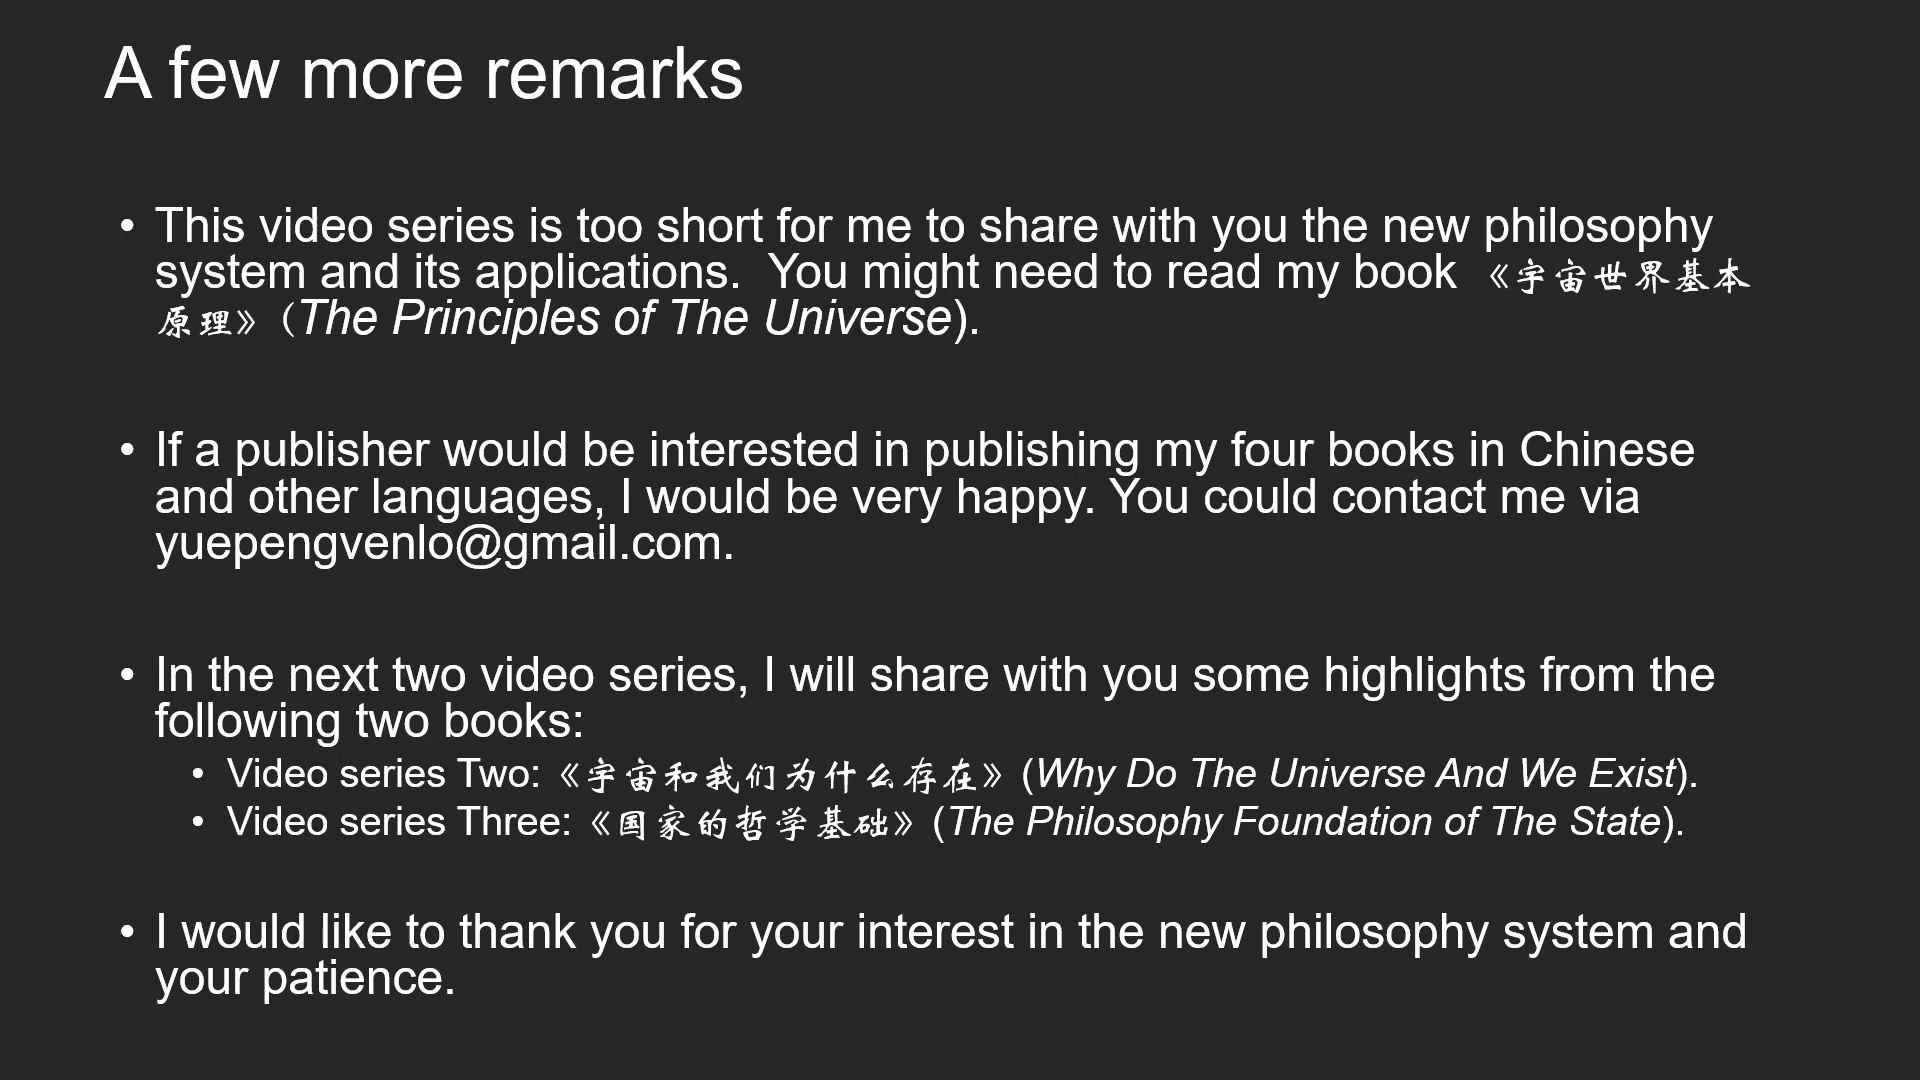 A few more remarks
• This video series is too short for me to share with you the new philosophy
system and its applications.  You might need to read my book 《宇宙世界基本
原理》（The Principles of The Universe).
• If a publisher would be interested in publishing my four books in Chinese
and other languages, I would be very happy. You could contact me via
yuepengvenlo@gmail.com.
• In the next two video series, I will share with you some highlights from the
following two books:
• Video series Two:《宇宙和我们为什么存在》(Why Do The Universe And We Exist).
• Video series Three:《国家的哲学基础》(The Philosophy Foundation of The State).
• I would like to thank you for your interest in the new philosophy system and
your patience.